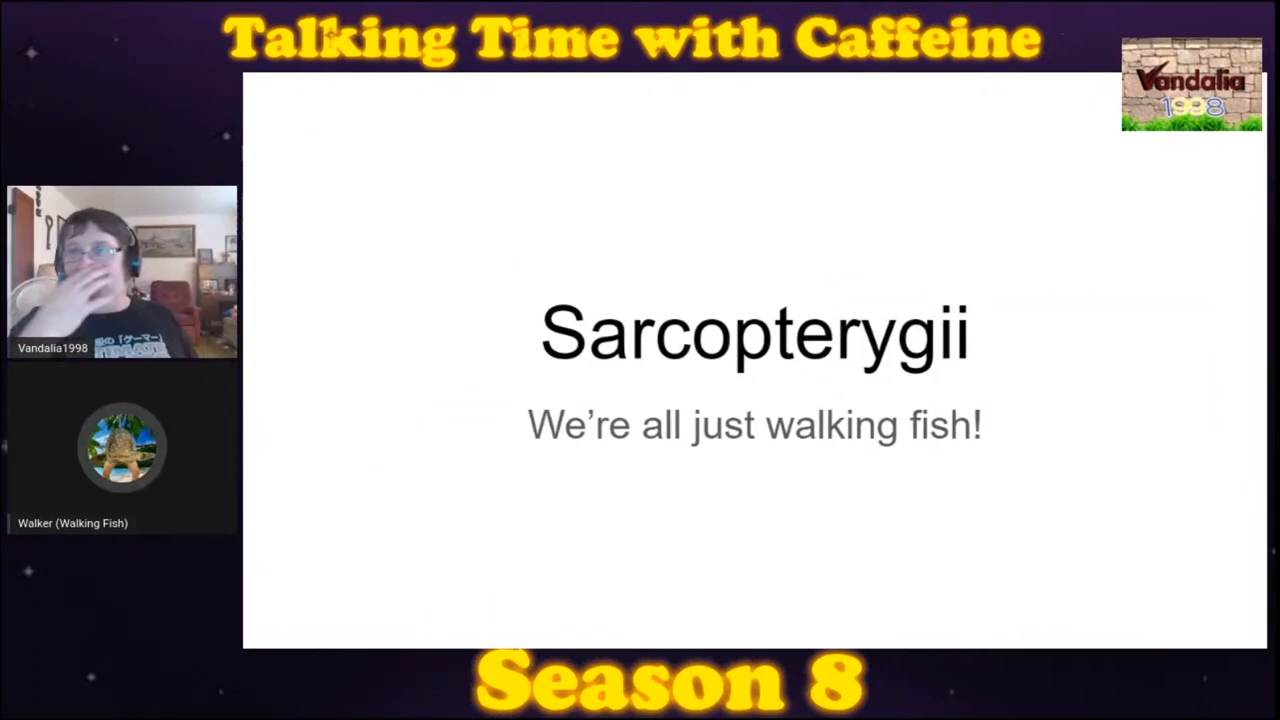 Talking Time with Caffeine
Vandalia
1998
Sarcopterygii
We're all just walking fish!
Vandalia1998
Walker (Walking Fish)
Season 8